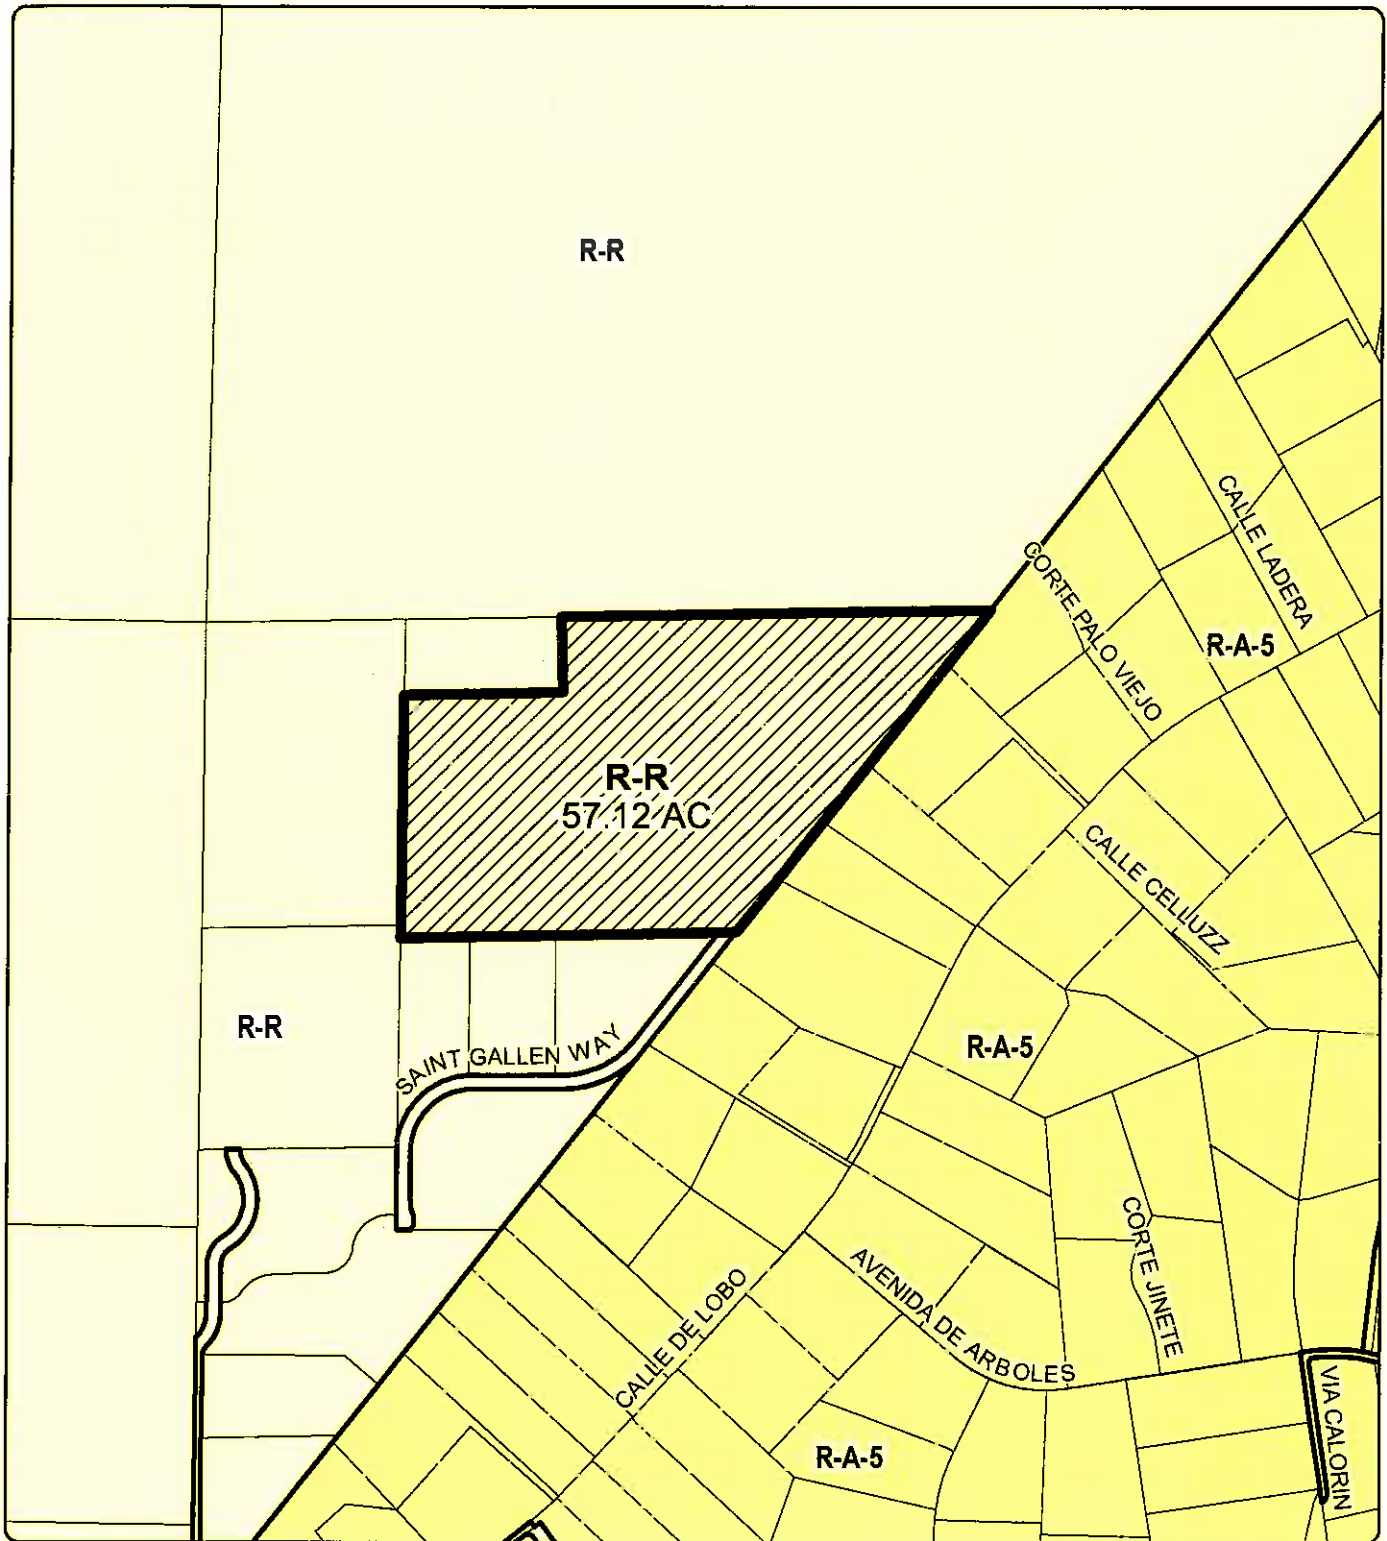 R-R
CALLE LADERA
CORTE PALO VIEJO
R-A-5
R-R
57.12 AC
CALLE CELLUZZ
R-R
SAINT GALLEN WAY
R-A-5
CORTE JINETE
AVENIDA DE ARBOLES
CALLE DE LOBO
VIA CALORIN
R-A-5